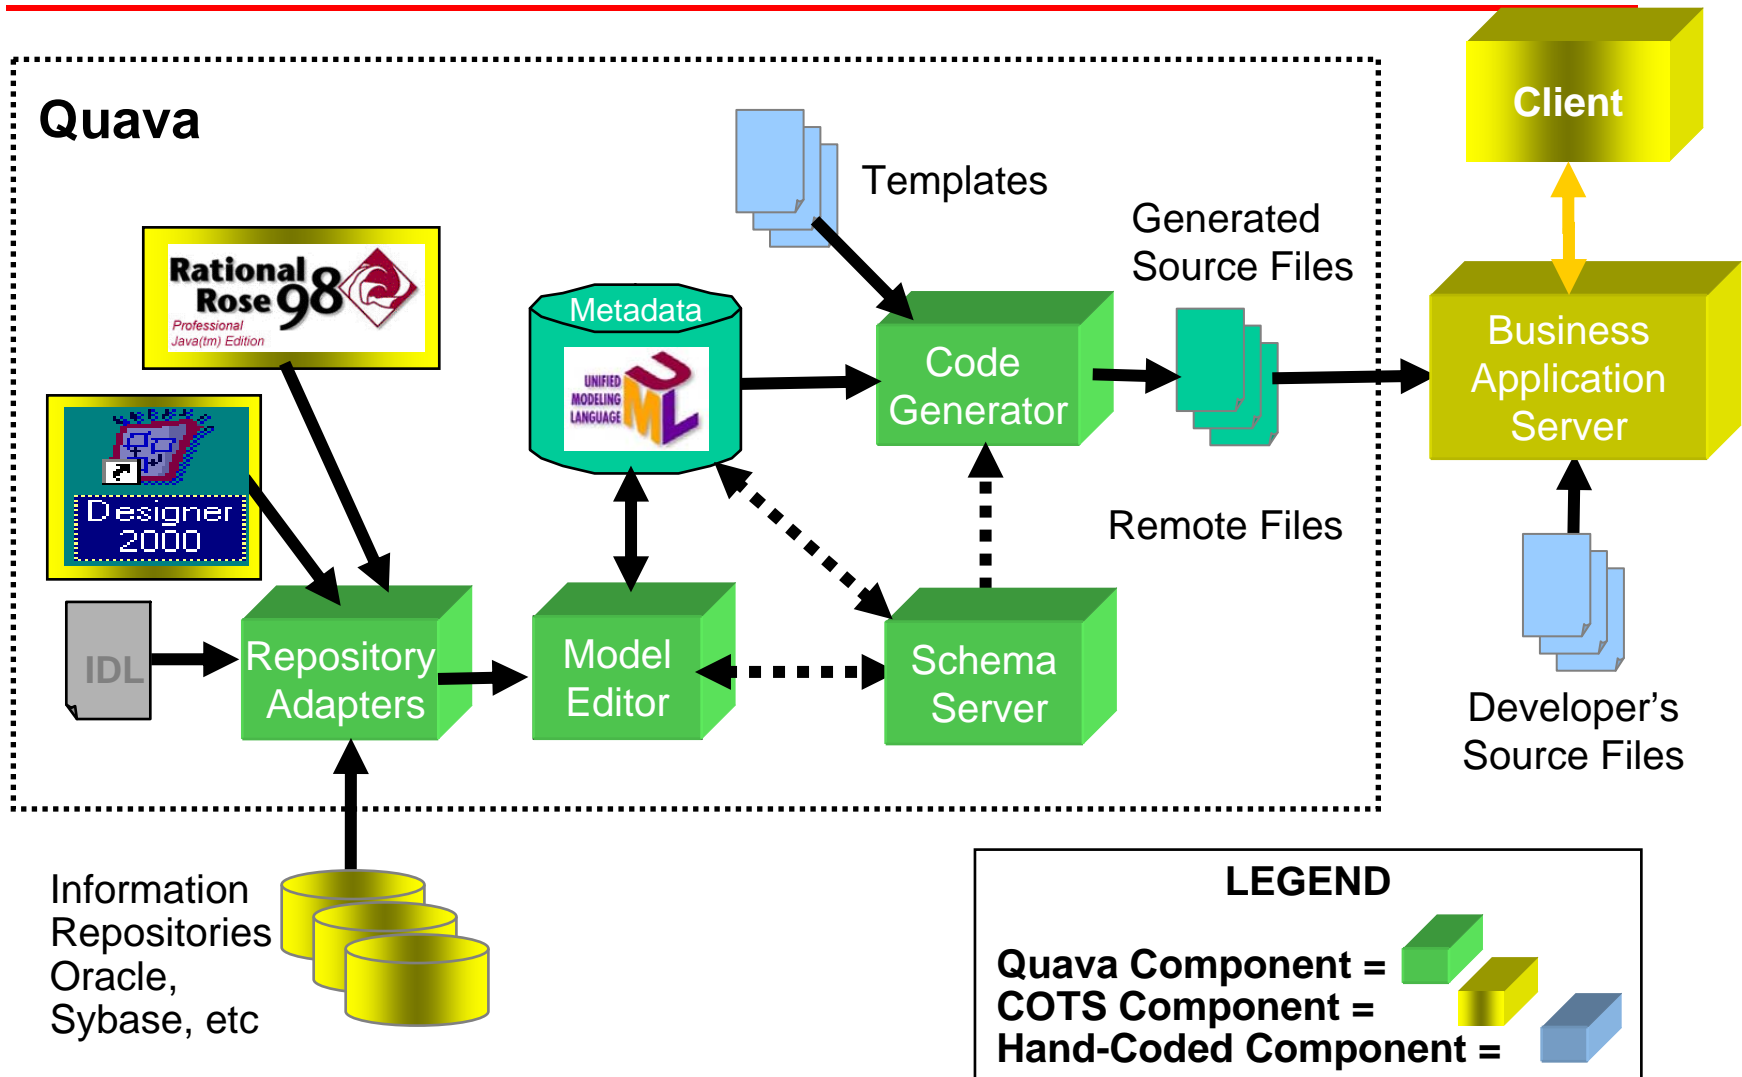 Quava
Client
Templates
Generated
Source Files
Rational
Rose 98
Professional
Java(tm) Edition
Metadata
UNIFIED
MODELING
LANGUAGE
UML
Code
Generator
Business
Application
Server
Designer
2000
Remote Files
IDL
Repository
Adapters
Model
Editor
Schema
Server
Developer’s
Source Files
Information
Repositories
Oracle,
Sybase, etc
LEGEND
Quava Component =
COTS Component =
Hand-Coded Component =